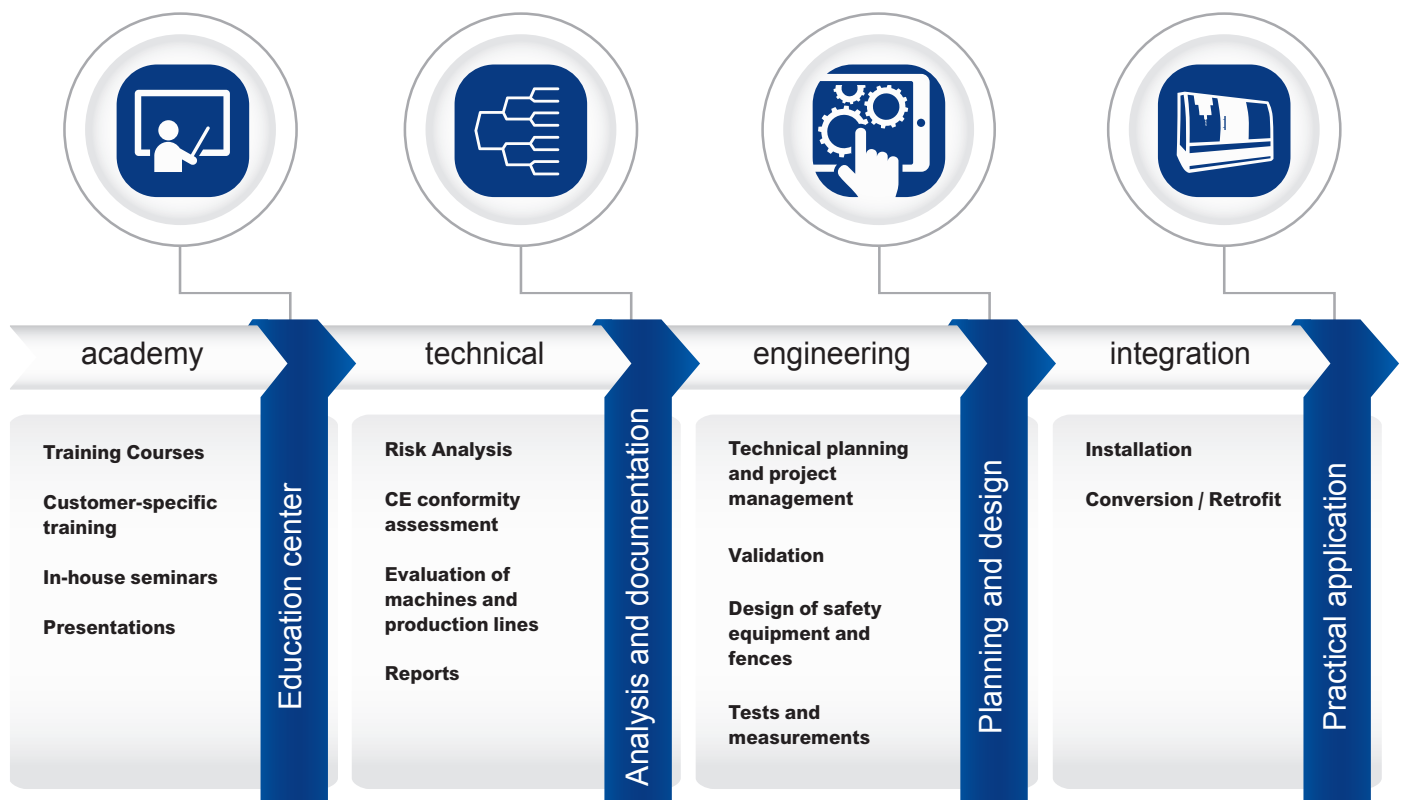 academy
Training Courses
Customer-specific
training
In-house seminars
Presentations
Education center
technical
Risk Analysis
CE conformity
assessment
Evaluation of
machines and
production lines
Reports
Analysis and documentation
engineering
Technical planning
and project
management
Validation
Design of safety
equipment and
fences
Tests and
measurements
Planning and design
integration
Installation
Conversion / Retrofit
Practical application